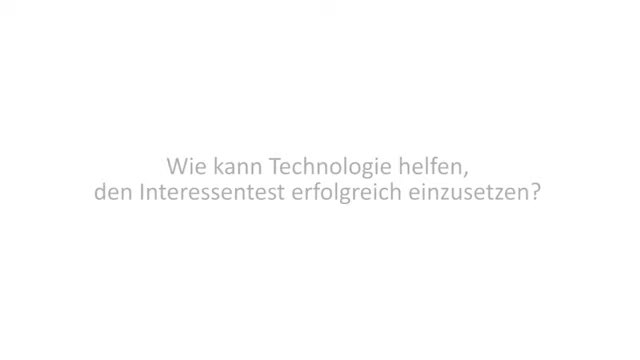 Wie kann Technologie helfen,
den Interessentest erfolgreich einzusetzen?